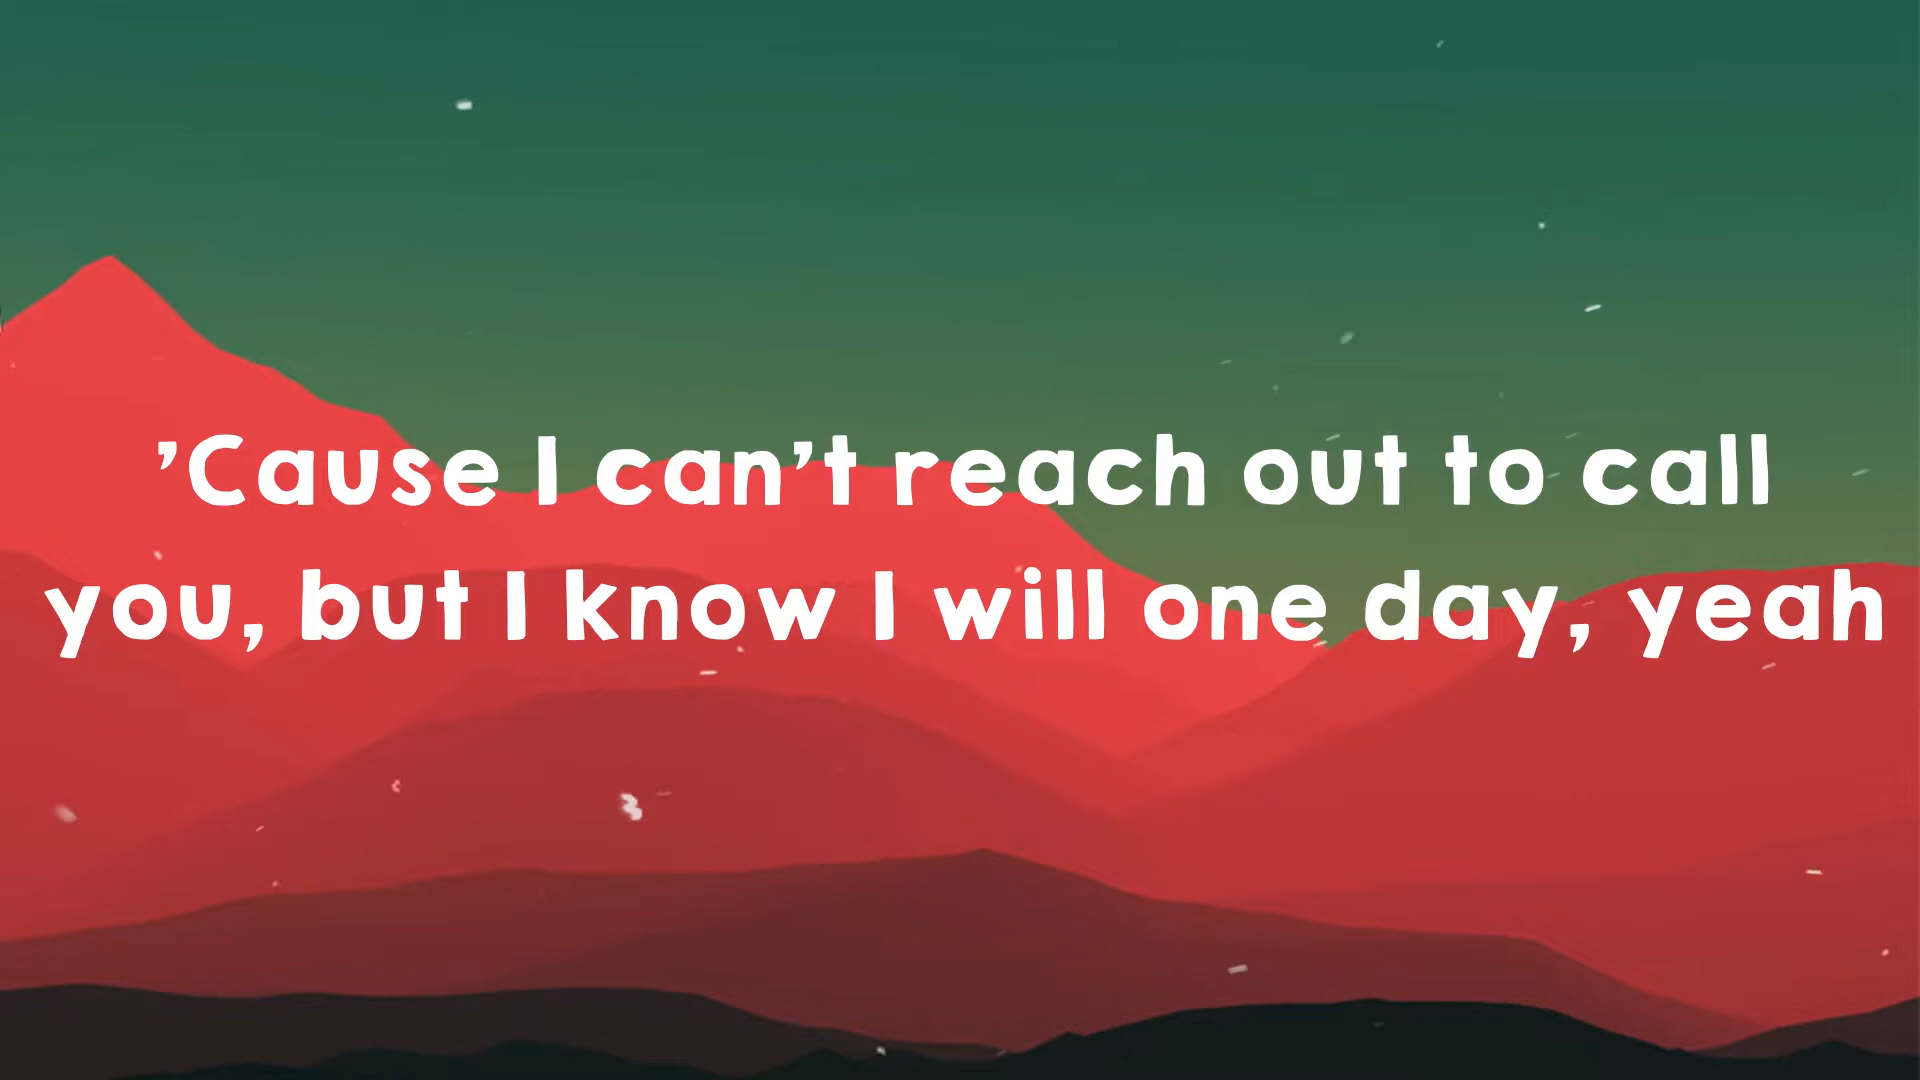 ’Cause I can’t reach out to call
you, but I know I will one day, yeah